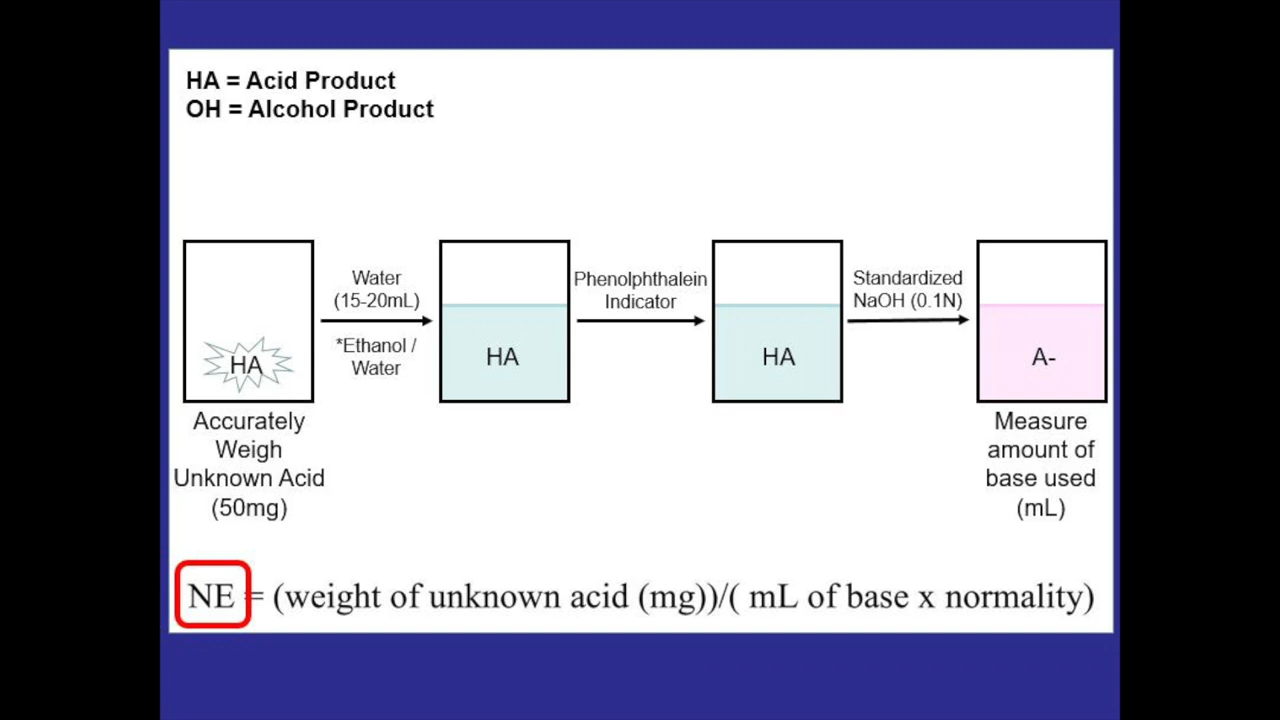 HA = Acid Product
OH = Alcohol Product
HA
Accurately
Weigh
Unknown Acid
(50mg)
Water
(15-20mL)
*Ethanol /
Water
HA
Phenolphthalein
Indicator
HA
Standardized
NaOH (0.1N)
A-
Measure
amount of
base used
(mL)
NE = (weight of unknown acid (mg))/( mL of base x normality)